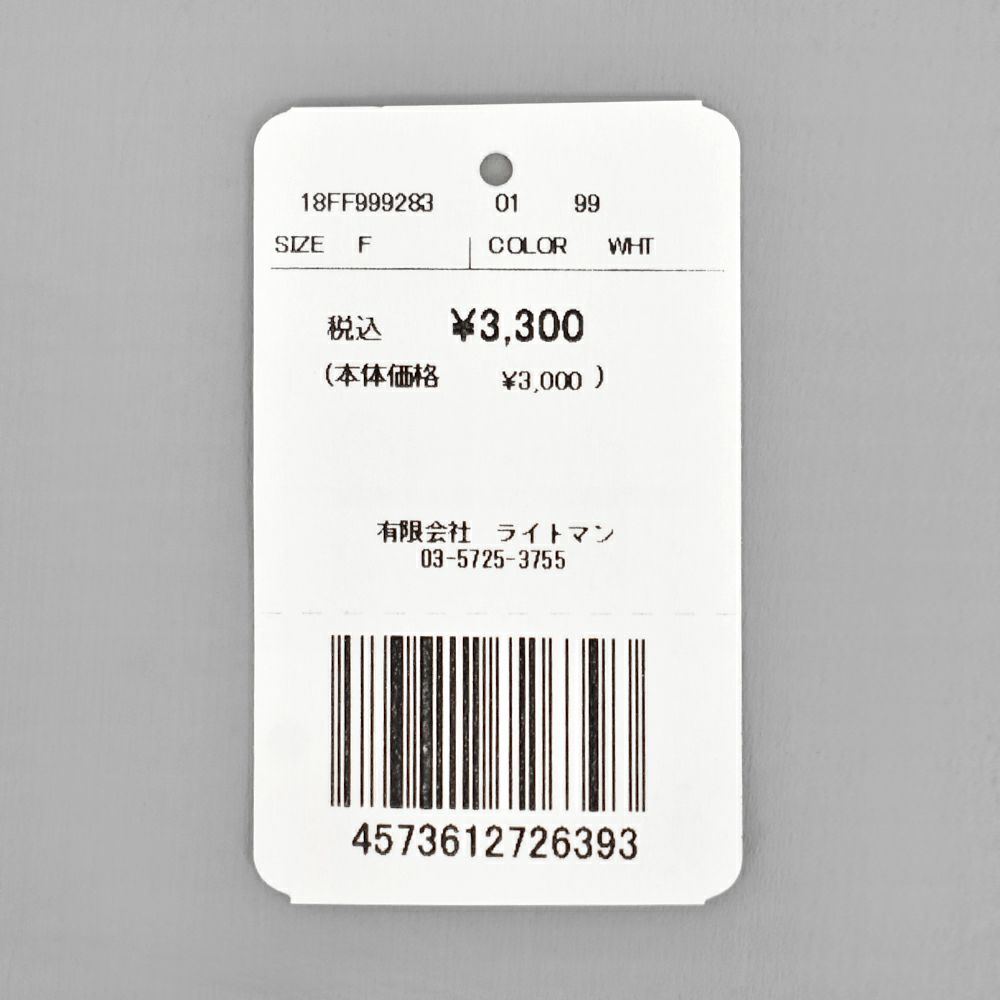 18FF999283 01 99
SIZE F COLOR WHT
税込 ¥3,300
(本体価格 ¥3,000 )
有限会社 ライトマン
03-5725-3755
4573612726393